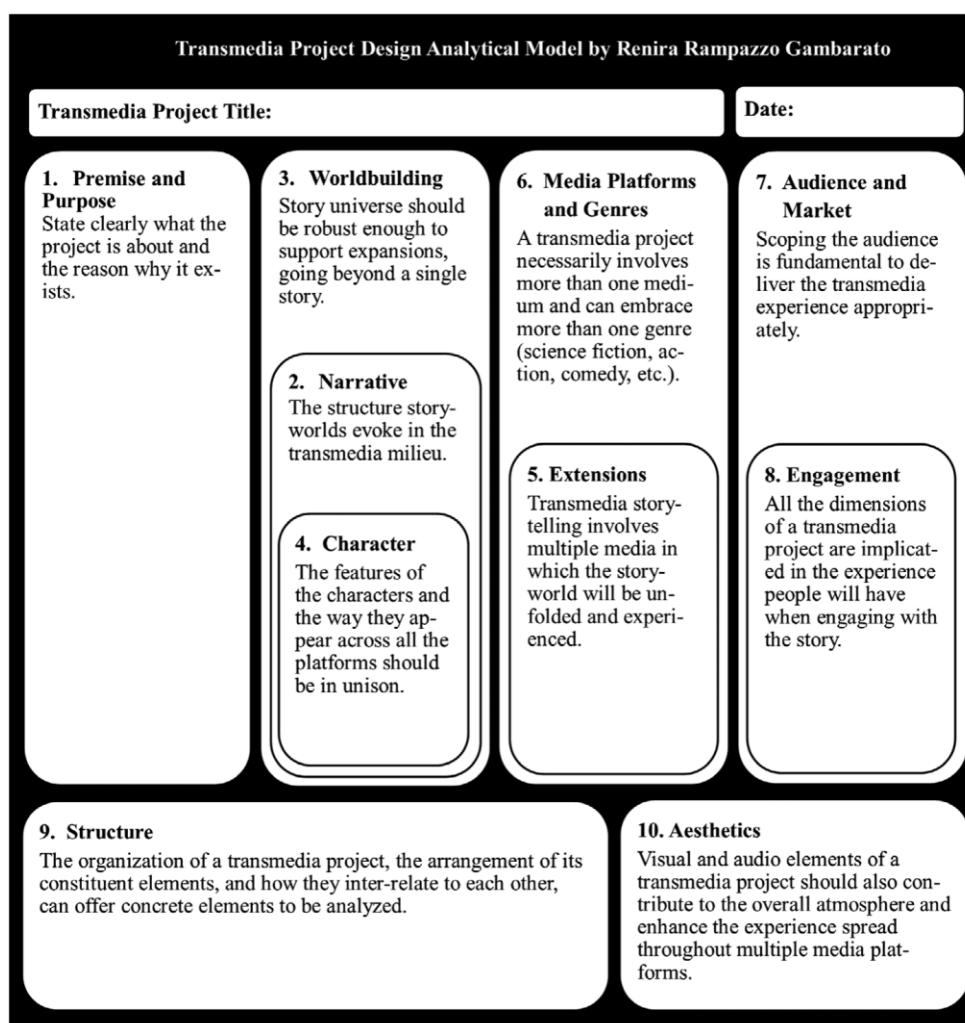 Transmedia Project Design Analytical Model by Renira Rampazzo Gambarato
Transmedia Project Title:
Date:
1. Premise and
Purpose
State clearly what the
project is about and
the reason why it ex-
ists.
3. Worldbuilding
Story universe should
be robust enough to
support expansions,
going beyond a single
story.
2. Narrative
The structure story-
worlds evoke in the
transmedia milieu.
4. Character
The features of
the characters and
the way they ap-
pear across all the
platforms should
be in unison.
6. Media Platforms
and Genres
A transmedia project
necessarily involves
more than one medi-
um and can embrace
more than one genre
(science fiction, ac-
tion, comedy, etc.).
5. Extensions
Transmedia story-
telling involves
multiple media in
which the story-
world will be un-
folded and experi-
enced.
7. Audience and
Market
Scoping the audience
is fundamental to de-
liver the transmedia
experience appropri-
ately.
8. Engagement
All the dimensions
of a transmedia
project are implicat-
ed in the experience
people will have
when engaging with
the story.
9. Structure
The organization of a transmedia project, the arrangement of its
constituent elements, and how they inter-relate to each other,
can offer concrete elements to be analyzed.
10. Aesthetics
Visual and audio elements of a
transmedia project should also con-
tribute to the overall atmosphere and
enhance the experience spread
throughout multiple media plat-
forms.